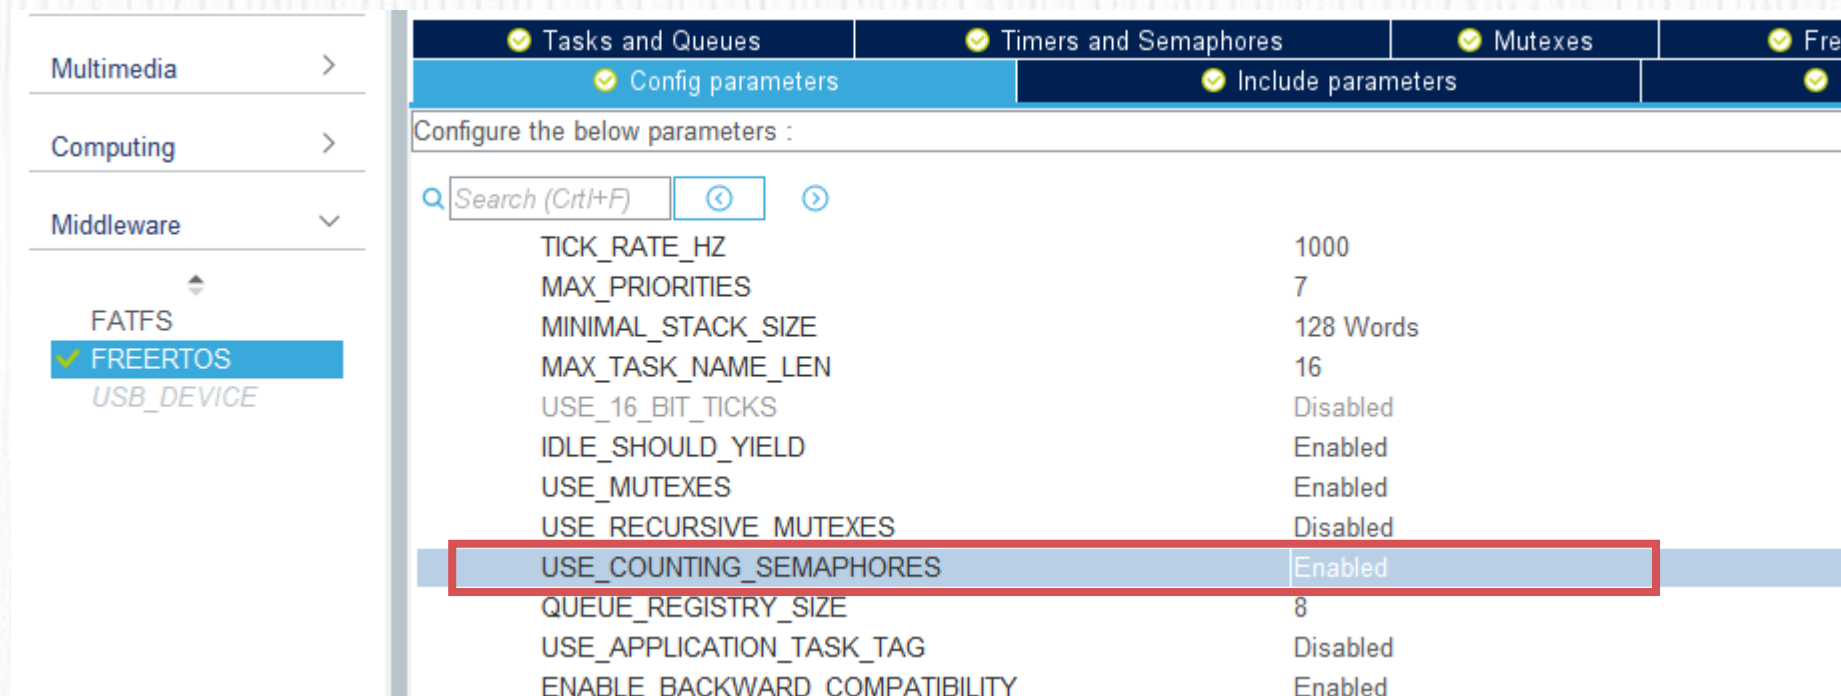 Multimedia
Computing
Middleware
FATFS
FREERTOS
USB_DEVICE
Tasks and Queues
Timers and Semaphores
Mutexes
Fre
Config parameters
Include parameters
Configure the below parameters :
Search (Crtl+F)
TICK_RATE_HZ 1000
MAX_PRIORITIES 7
MINIMAL_STACK_SIZE 128 Words
MAX_TASK_NAME_LEN 16
USE_16_BIT_TICKS Disabled
IDLE_SHOULD_YIELD Enabled
USE_MUTEXES Enabled
USE_RECURSIVE_MUTEXES Disabled
USE_COUNTING_SEMAPHORES Enabled
QUEUE_REGISTRY_SIZE 8
USE_APPLICATION_TASK_TAG Disabled
ENABLE_BACKWARD_COMPATIBILITY Enabled